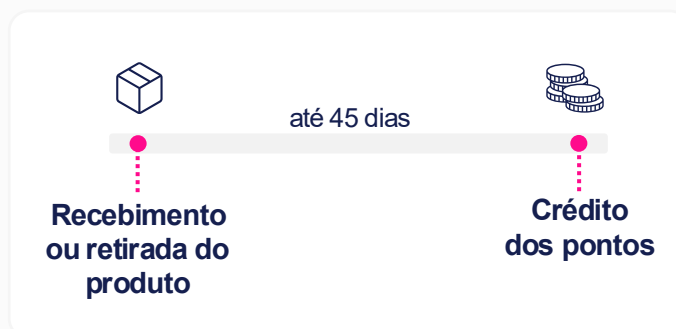 até 45 dias
Recebimento
ou retirada do
produto
Crédito
dos pontos